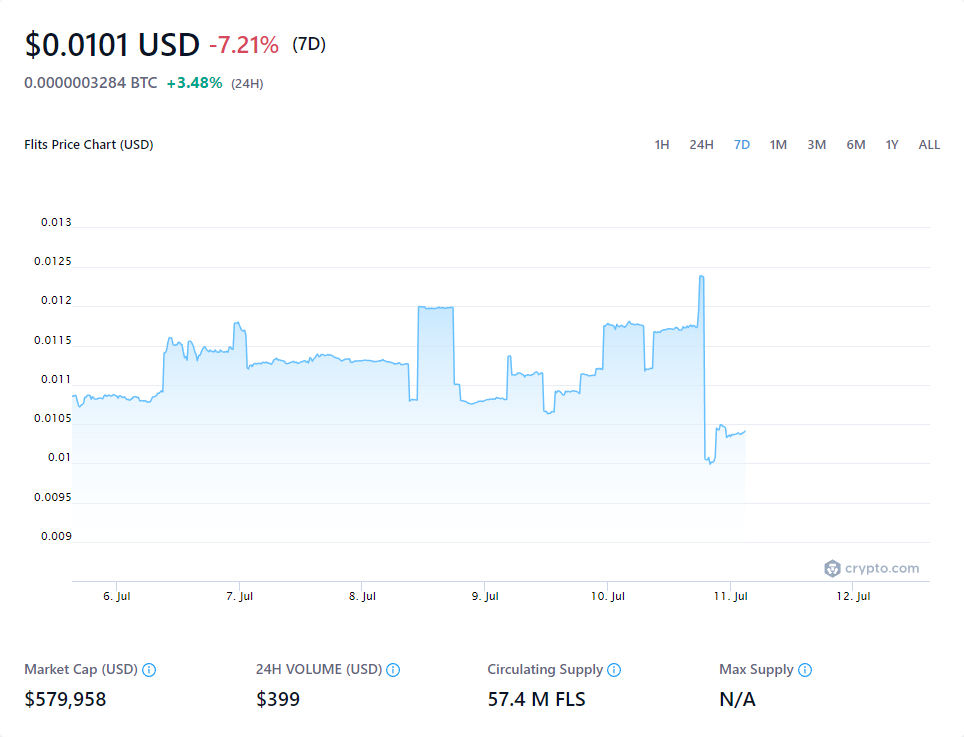 $0.0101 USD -7.21% (7D)
0.0000003284 BTC +3.48% (24H)
Flits Price Chart (USD)
1H 24H 7D 1M 3M 6M 1Y ALL
0.013
0.0125
0.012
0.0115
0.011
0.0105
0.01
0.0095
0.009
crypto.com
6. Jul 7. Jul 8. Jul 9. Jul 10. Jul 11. Jul 12. Jul
Market Cap (USD) 24H VOLUME (USD) Circulating Supply Max Supply
$579,958 $399 57.4 M FLS N/A